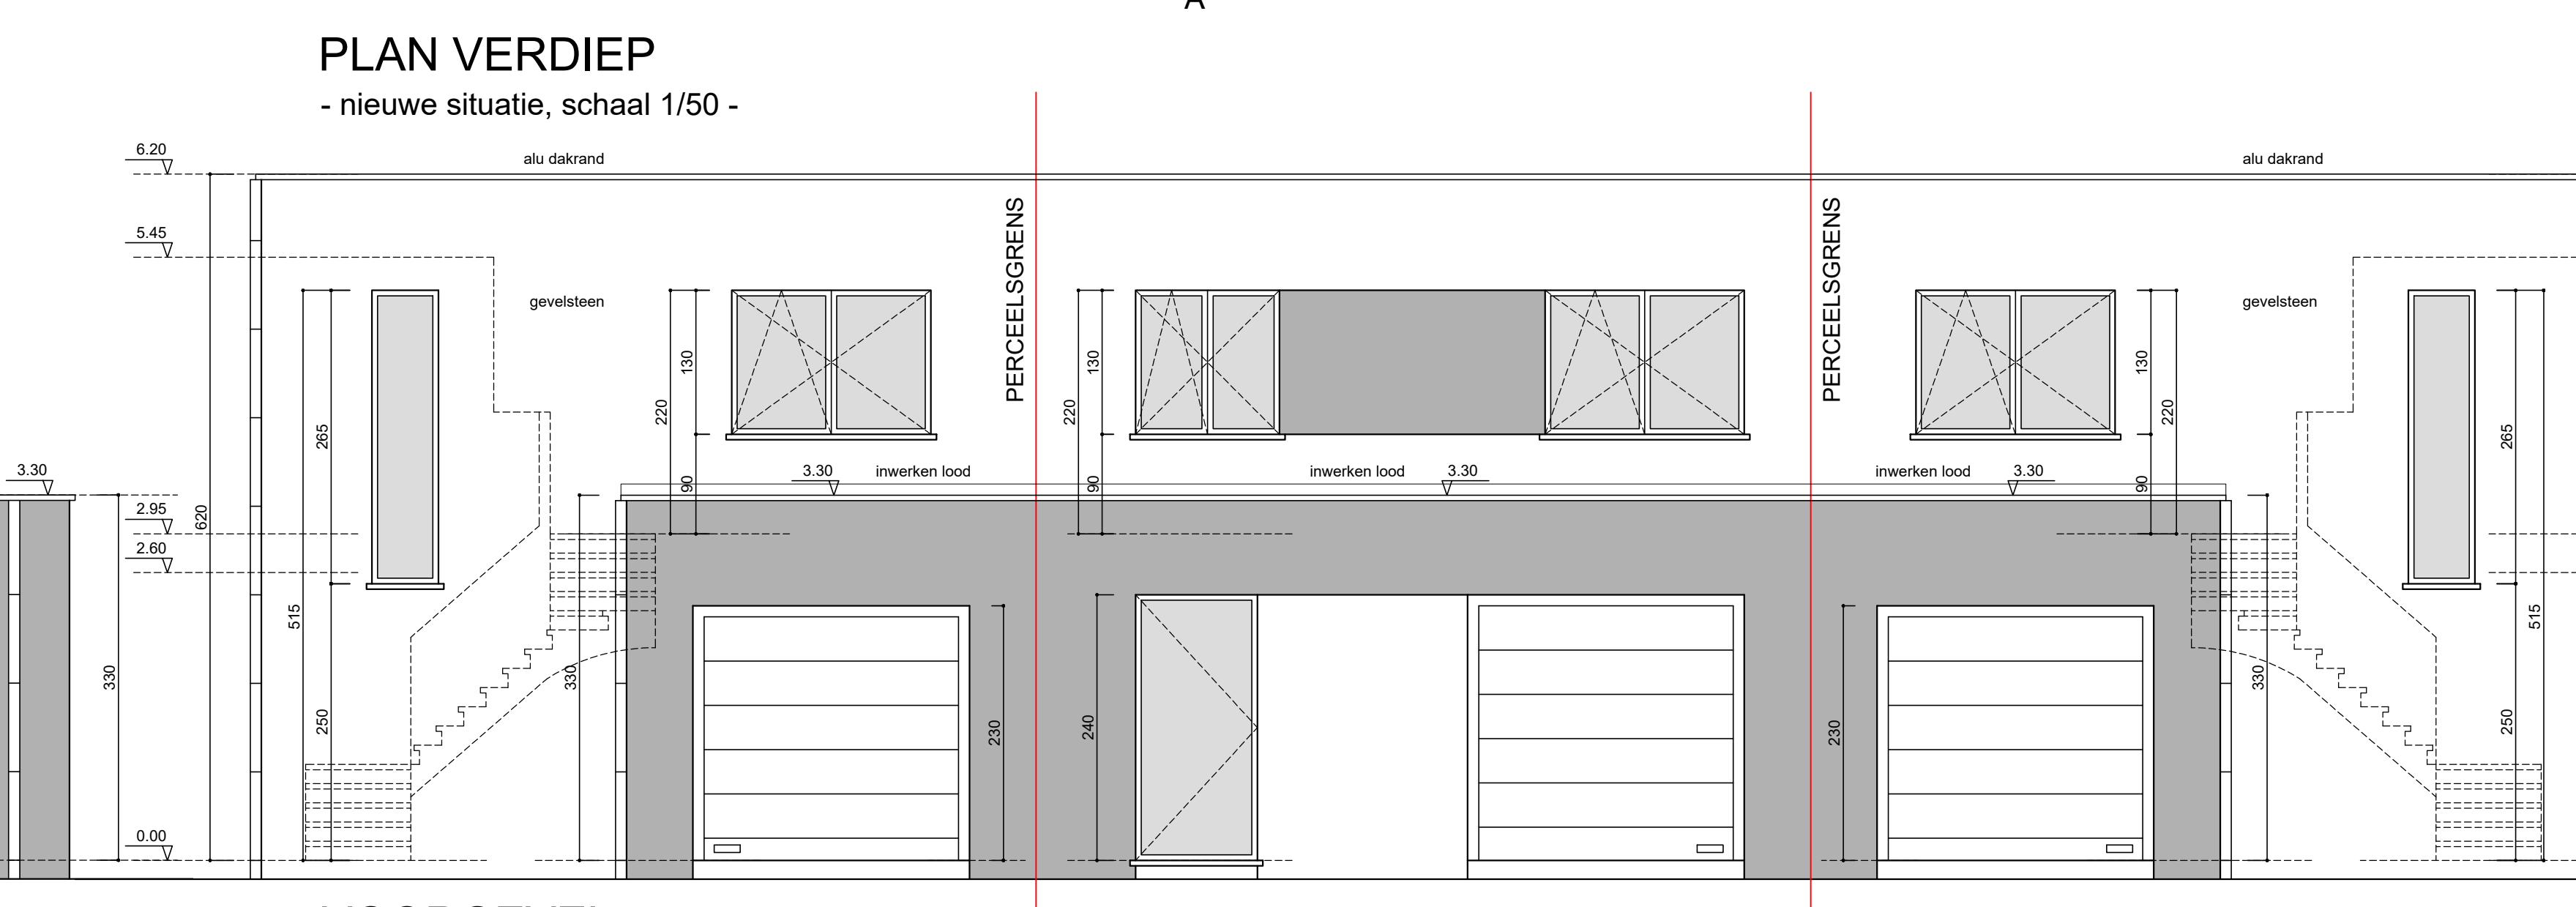 A
PLAN VERDIEP
- nieuwe situatie, schaal 1/50 -
6.20
alu dakrand
alu dakrand
PERCEELSGRENS
PERCEELSGRENS
5.45
gevelsteen
gevelsteen
130
130
130
220
220
220
265
265
3.30
3.30
inwerken lood
inwerken lood
3.30
inwerken lood
3.30
90
90
90
2.95
620
2.60
515
515
330
330
330
250
250
230
240
230
0.00